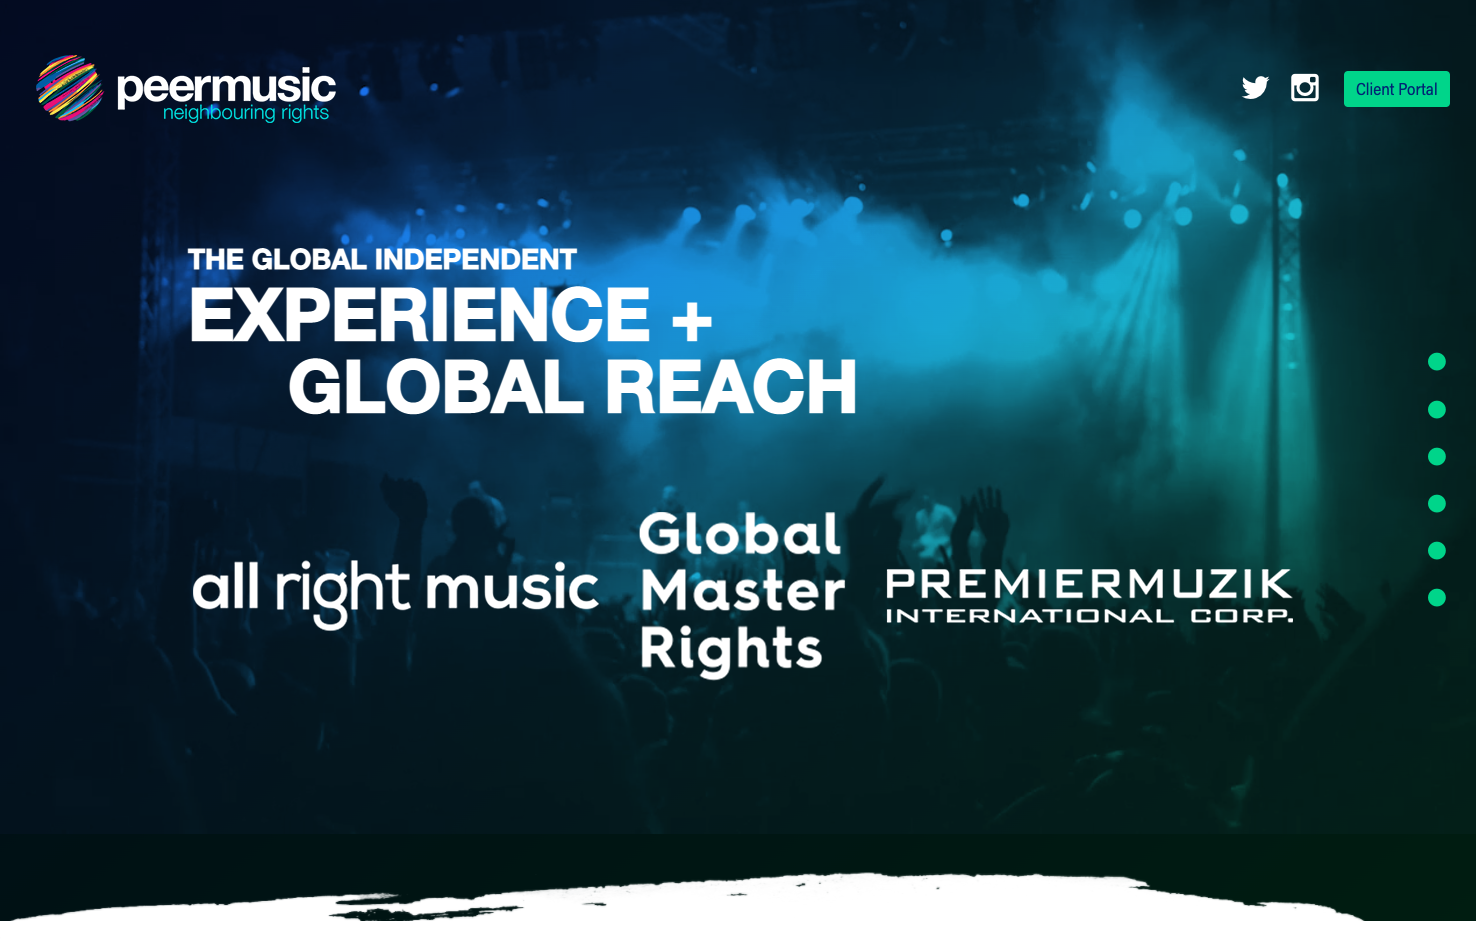 peermusic
neighbouring rights
Client Portal
THE GLOBAL INDEPENDENT
EXPERIENCE +
GLOBAL REACH
all right music
Global
Master
Rights
PREMIERMUZIK
INTERNATIONAL CORP.